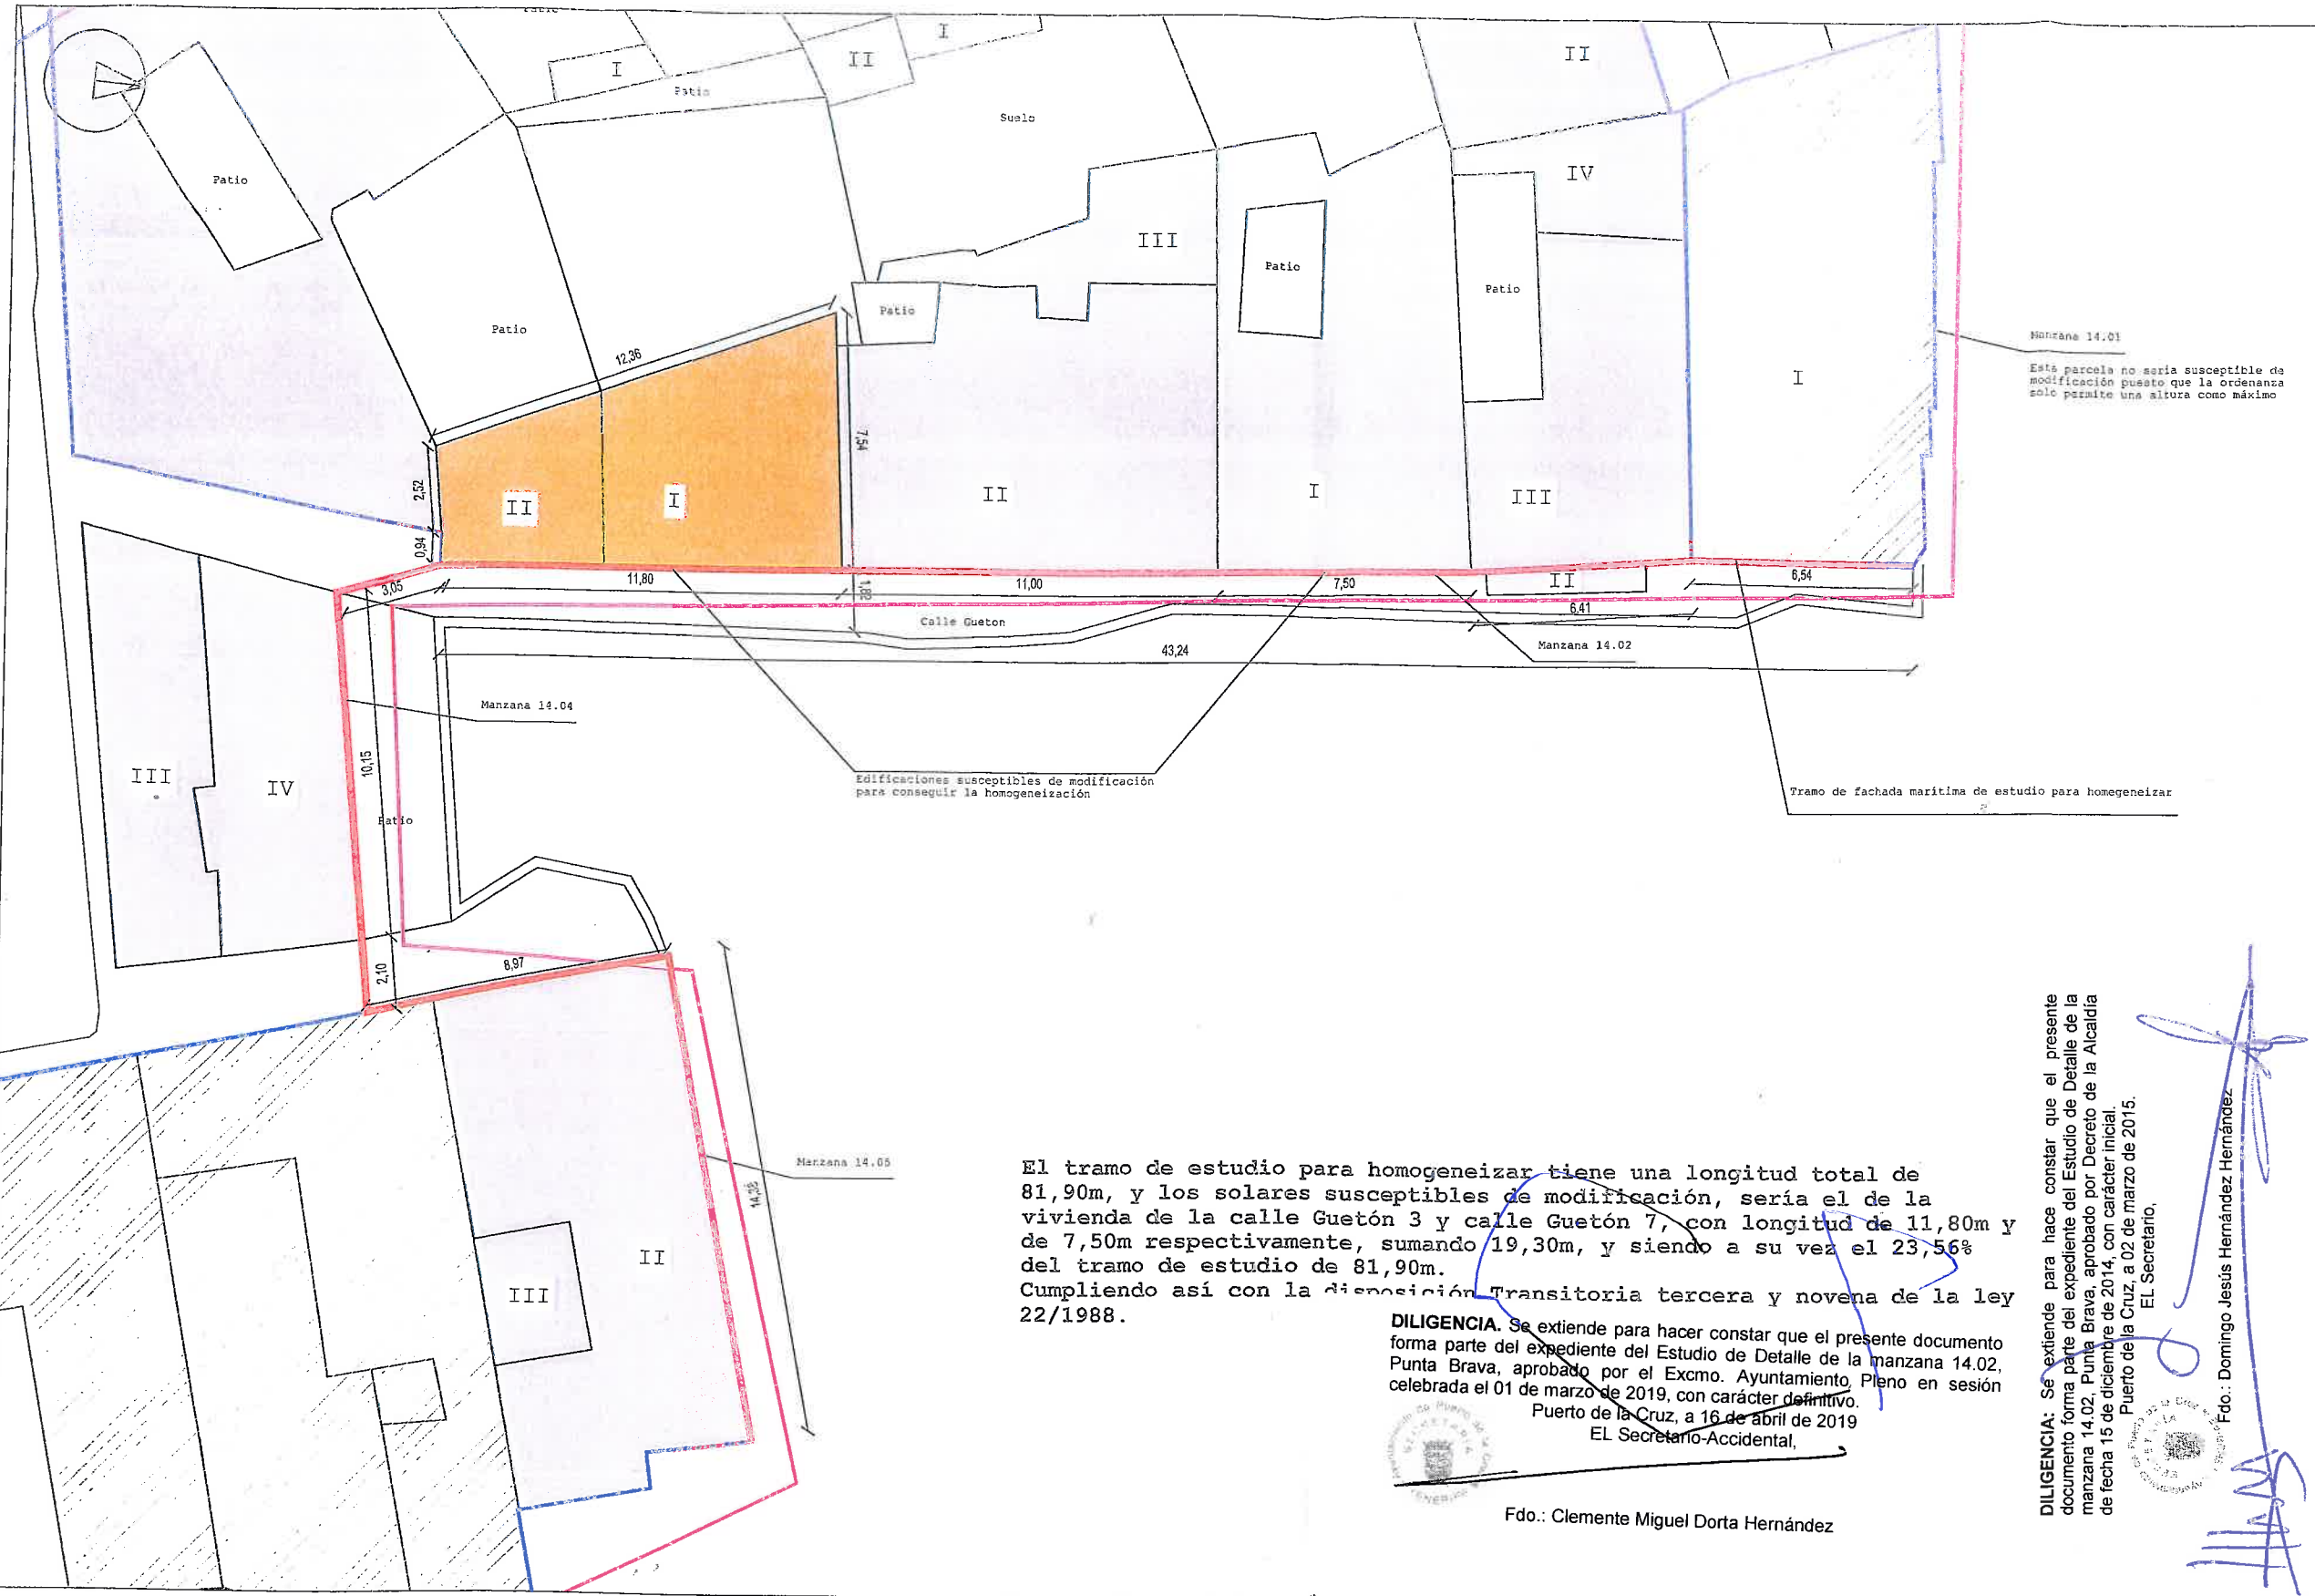 I
II
I
Patio
II
Suelo
Patio
IV
III
Patio
Patio
Patio
Patio
I
Manzana 14.01
Esta parcela no seria susceptible de
modificación puesto que la ordenanza
solo permite una altura como máximo
12,36
7,54
2,52
0,94
II
I
II
I
III
3,05
11,80
1,82
11,00
7,50
II
6,54
6,41
Calle Gueton
43,24
Manzana 14.02
Manzana 14.04
10,15
III
IV
Patio
Edificaciones susceptibles de modificación
para conseguir la homogeneización
Tramo de fachada maritima de estudio para homegeneizar
2,10
8,97
Manzana 14.05
14,38
II
III
El tramo de estudio para homogeneizar tiene una longitud total de
81,90m, y los solares susceptibles de modificación, sería el de la
vivienda de la calle Guetón 3 y calle Guetón 7, con longitud de 11,80m y
de 7,50m respectivamente, sumando 19,30m, y siendo a su vez el 23,56%
del tramo de estudio de 81,90m.
Cumpliendo así con la disposición Transitoria tercera y novena de la ley
22/1988.
DILIGENCIA. Se extiende para hacer constar que el presente documento
forma parte del expediente del Estudio de Detalle de la manzana 14.02,
Punta Brava, aprobado por el Excmo. Ayuntamiento Pleno en sesión
celebrada el 01 de marzo de 2019, con carácter definitivo.
Puerto de la Cruz, a 16 de abril de 2019
EL Secretario-Accidental,
Fdo.: Clemente Miguel Dorta Hernández
DILIGENCIA: Se extiende para hace constar que el presente
documento forma parte del expediente del Estudio de Detalle de la
manzana 14.02, Punta Brava, aprobado por Decreto de la Alcaldía
de fecha 15 de diciembre de 2014, con carácter inicial.
Puerto de la Cruz, a 02 de marzo de 2015.
EL Secretario,
Fdo.: Domingo Jesús Hernández Hernández